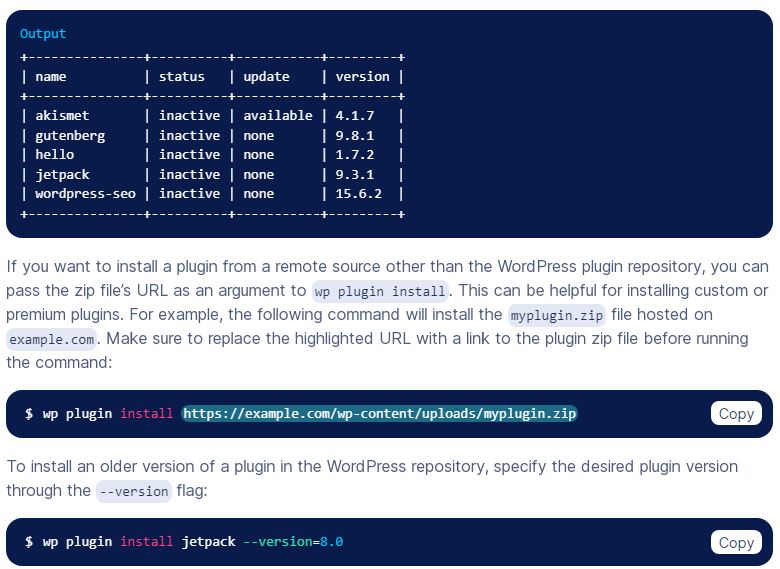 Output
+---------------+----------+-----------+---------+
| name          | status   | update    | version |
+---------------+----------+-----------+---------+
| akismet       | inactive | available | 4.1.7   |
| gutenberg     | inactive | none      | 9.8.1   |
| hello         | inactive | none      | 1.7.2   |
| jetpack       | inactive | none      | 9.3.1   |
| wordpress-seo | inactive | none      | 15.6.2  |
+---------------+----------+-----------+---------+
If you want to install a plugin from a remote source other than the WordPress plugin repository, you can
pass the zip file’s URL as an argument to wp plugin install. This can be helpful for installing custom or
premium plugins. For example, the following command will install the myplugin.zip file hosted on
example.com. Make sure to replace the highlighted URL with a link to the plugin zip file before running
the command:
$ wp plugin install https://example.com/wp-content/uploads/myplugin.zip
Copy
To install an older version of a plugin in the WordPress repository, specify the desired plugin version
through the --version flag:
$ wp plugin install jetpack --version=8.0
Copy